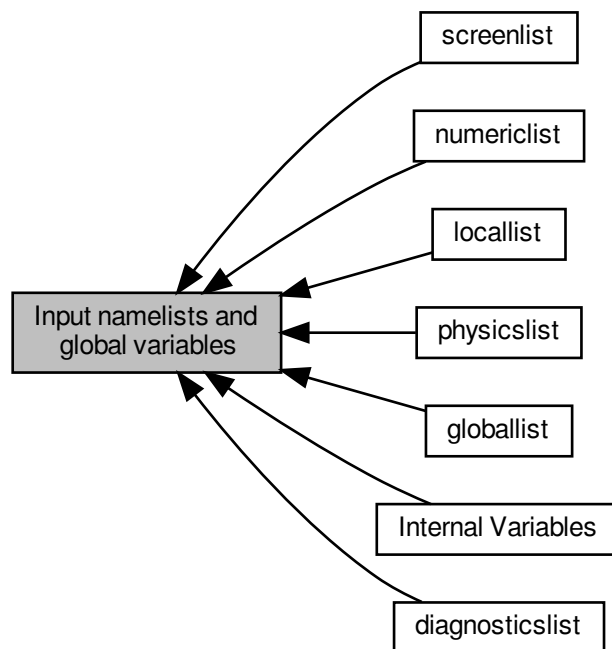 screenlist
numericlist
locallist
Input namelists and
global variables
physicslist
globallist
Internal Variables
diagnosticslist